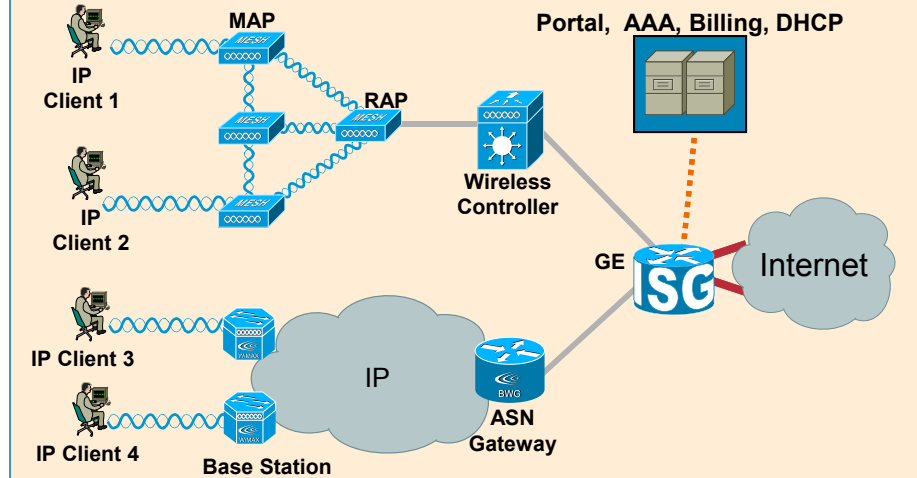 MAP
Portal, AAA, Billing, DHCP
IP
Client 1
MESH
RAP
MESH
MESH
Wireless
Controller
IP
Client 2
MESH
GE
ISG
Internet
IP Client 3
WiMAX
IP
BWG
ASN
Gateway
IP Client 4
WiMAX
Base Station